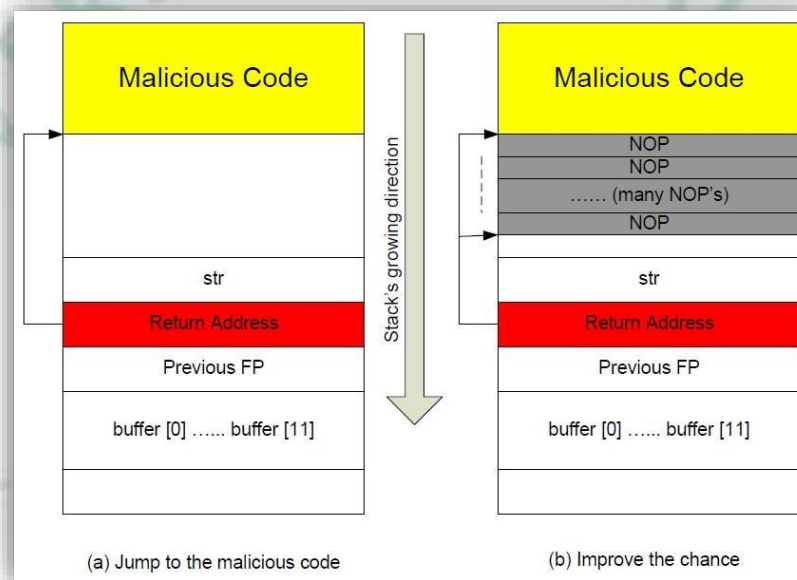 Malicious Code
str
Return Address
Previous FP
buffer [0] …... buffer [11]
(a) Jump to the malicious code
Stack's growing direction
Malicious Code
NOP
NOP
…... (many NOP's)
NOP
str
Return Address
Previous FP
buffer [0] …... buffer [11]
(b) Improve the chance